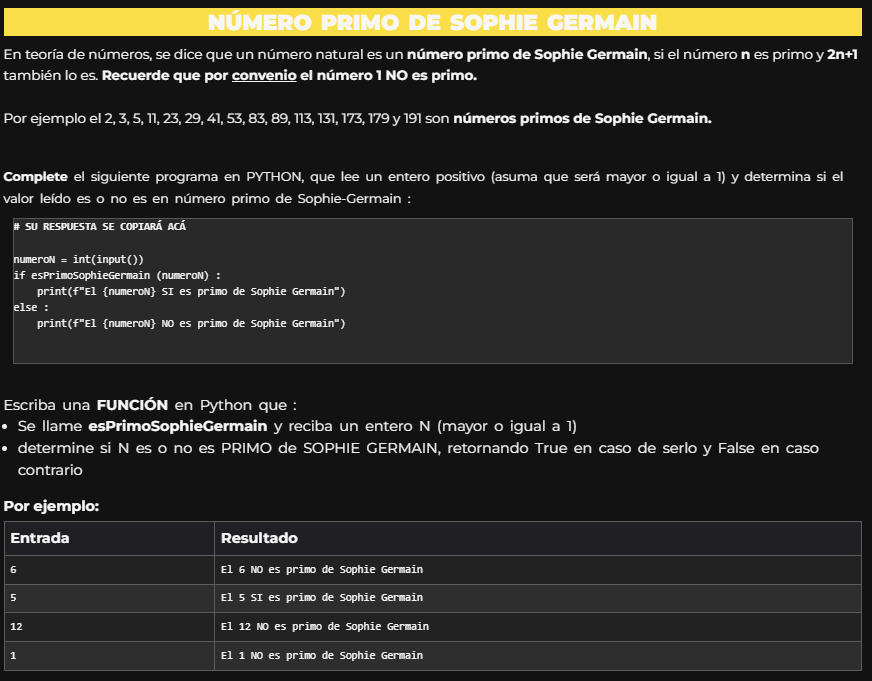 NÚMERO PRIMO DE SOPHIE GERMAIN
En teoría de números, se dice que un número natural es un número primo de Sophie Germain, si el número n es primo y 2n+1
también lo es. Recuerde que por convenio el número 1 NO es primo.
Por ejemplo el 2, 3, 5, 11, 23, 29, 41, 53, 83, 89, 113, 131, 173, 179 y 191 son números primos de Sophie Germain.
Complete el siguiente programa en PYTHON, que lee un entero positivo (asuma que será mayor o igual a 1) y determina si el
valor leído es o no es en número primo de Sophie-Germain :
# SU RESPUESTA SE COPIARÁ ACÁ
numeroN = int(input())
if esPrimoSophieGermain (numeroN) :
    print(f"El {numeroN} SI es primo de Sophie Germain")
else :
    print(f"El {numeroN} NO es primo de Sophie Germain")
Escriba una FUNCIÓN en Python que :
• Se llame esPrimoSophieGermain y reciba un entero N (mayor o igual a 1)
• determine si N es o no es PRIMO de SOPHIE GERMAIN, retornando True en caso de serlo y False en caso
contrario
Por ejemplo:
Entrada Resultado
6 El 6 NO es primo de Sophie Germain
5 El 5 SI es primo de Sophie Germain
12 El 12 NO es primo de Sophie Germain
1 El 1 NO es primo de Sophie Germain